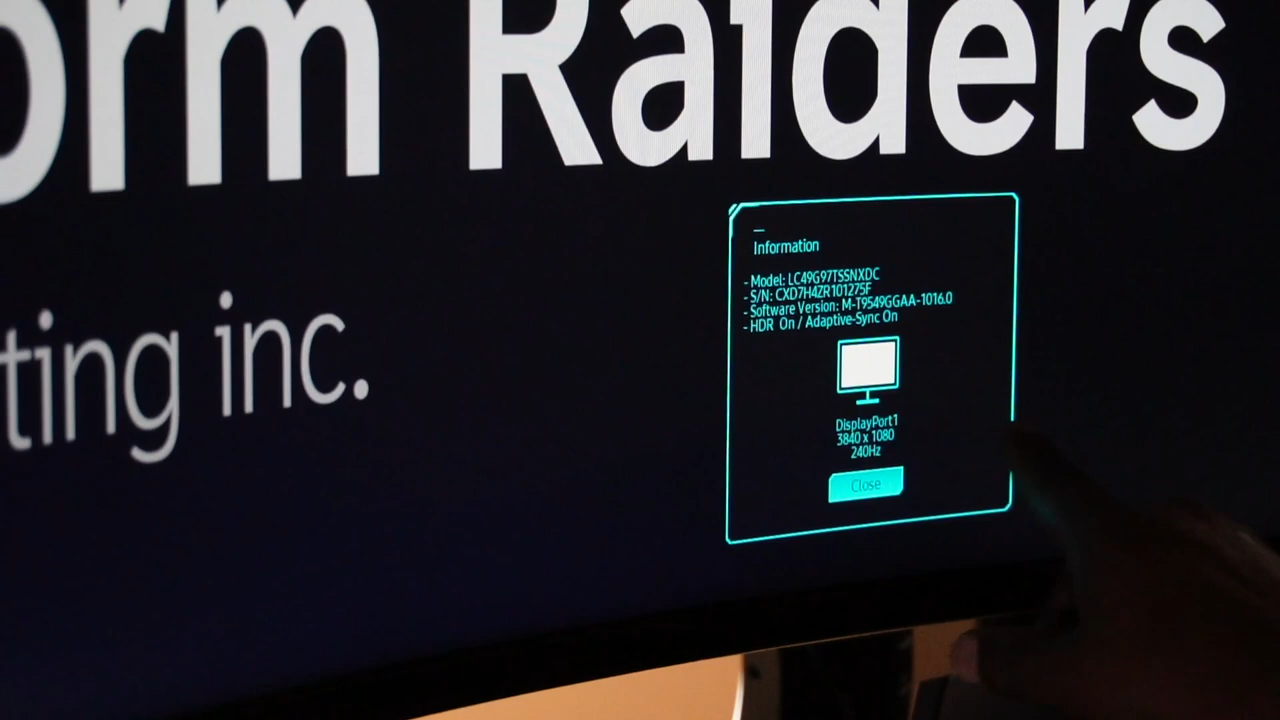 orm Raiders
ting inc.
Information
- Model: LC49G97TSSNXDC
- S/N: CXD7H4ZR101275F
- Software Version: M-T9549GGAA-1016.0
- HDR On / Adaptive-Sync On
DisplayPort1
3840 x 1080
240Hz
Close